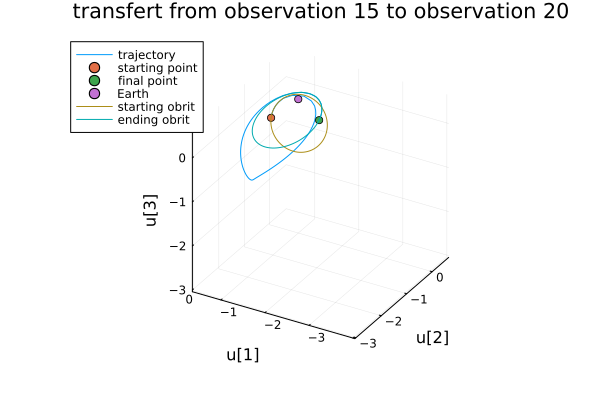 transfert from observation 15 to observation 20
trajectory
starting point
final point
Earth
starting obrit
ending obrit
0
−1
−2
−3
u[3]
0
−1
−2
−3
u[1]
0
−1
−2
−3
u[2]